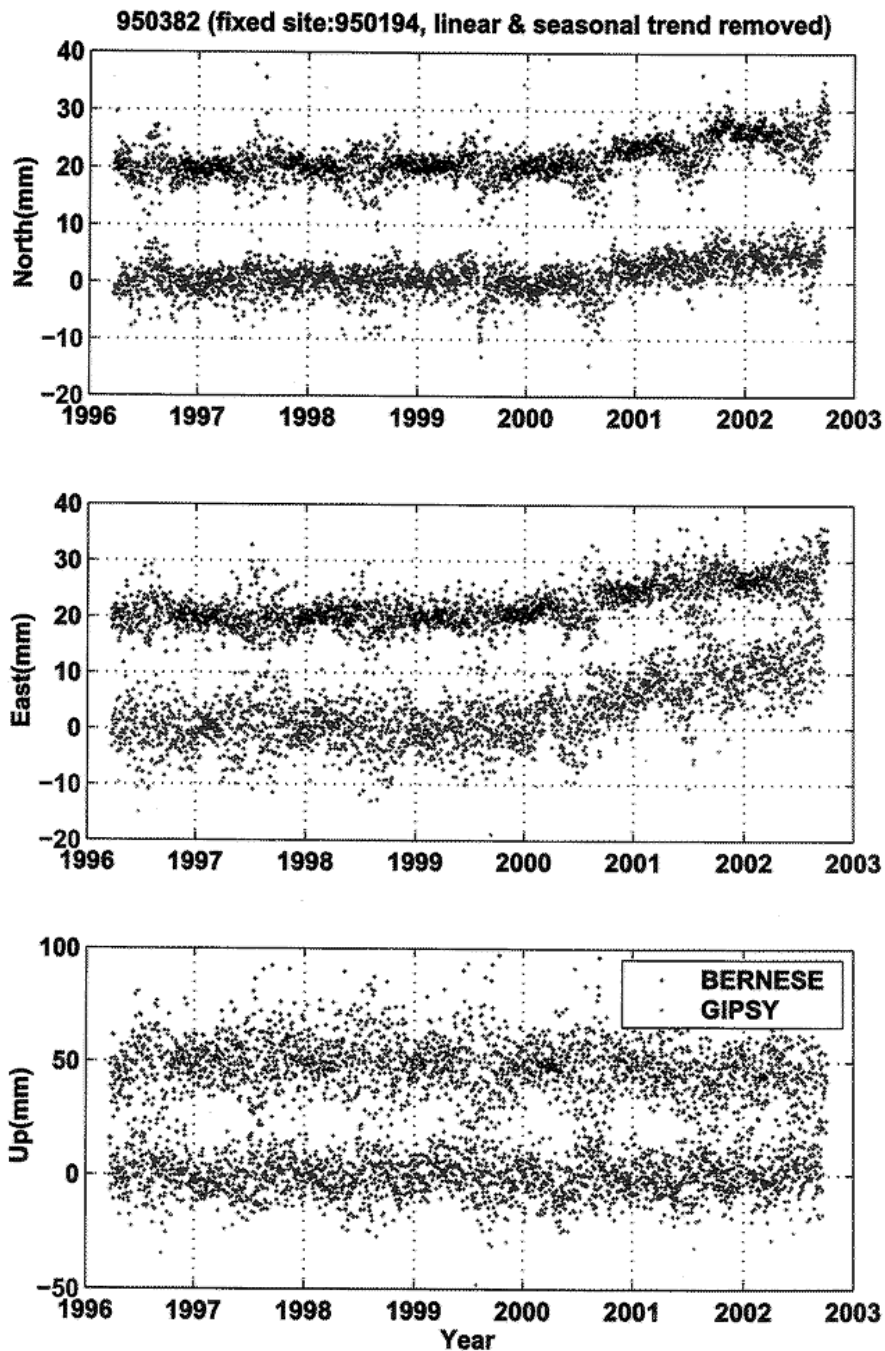 950382 (fixed site:950194, linear & seasonal trend removed)
40
30
20
10
0
−10
−20
North(mm)
1996 1997 1998 1999 2000 2001 2002 2003
40
30
20
10
0
−10
−20
East(mm)
1996 1997 1998 1999 2000 2001 2002 2003
100
50
0
−50
Up(mm)
BERNESE
GIPSY
1996 1997 1998 1999 2000 2001 2002 2003
Year